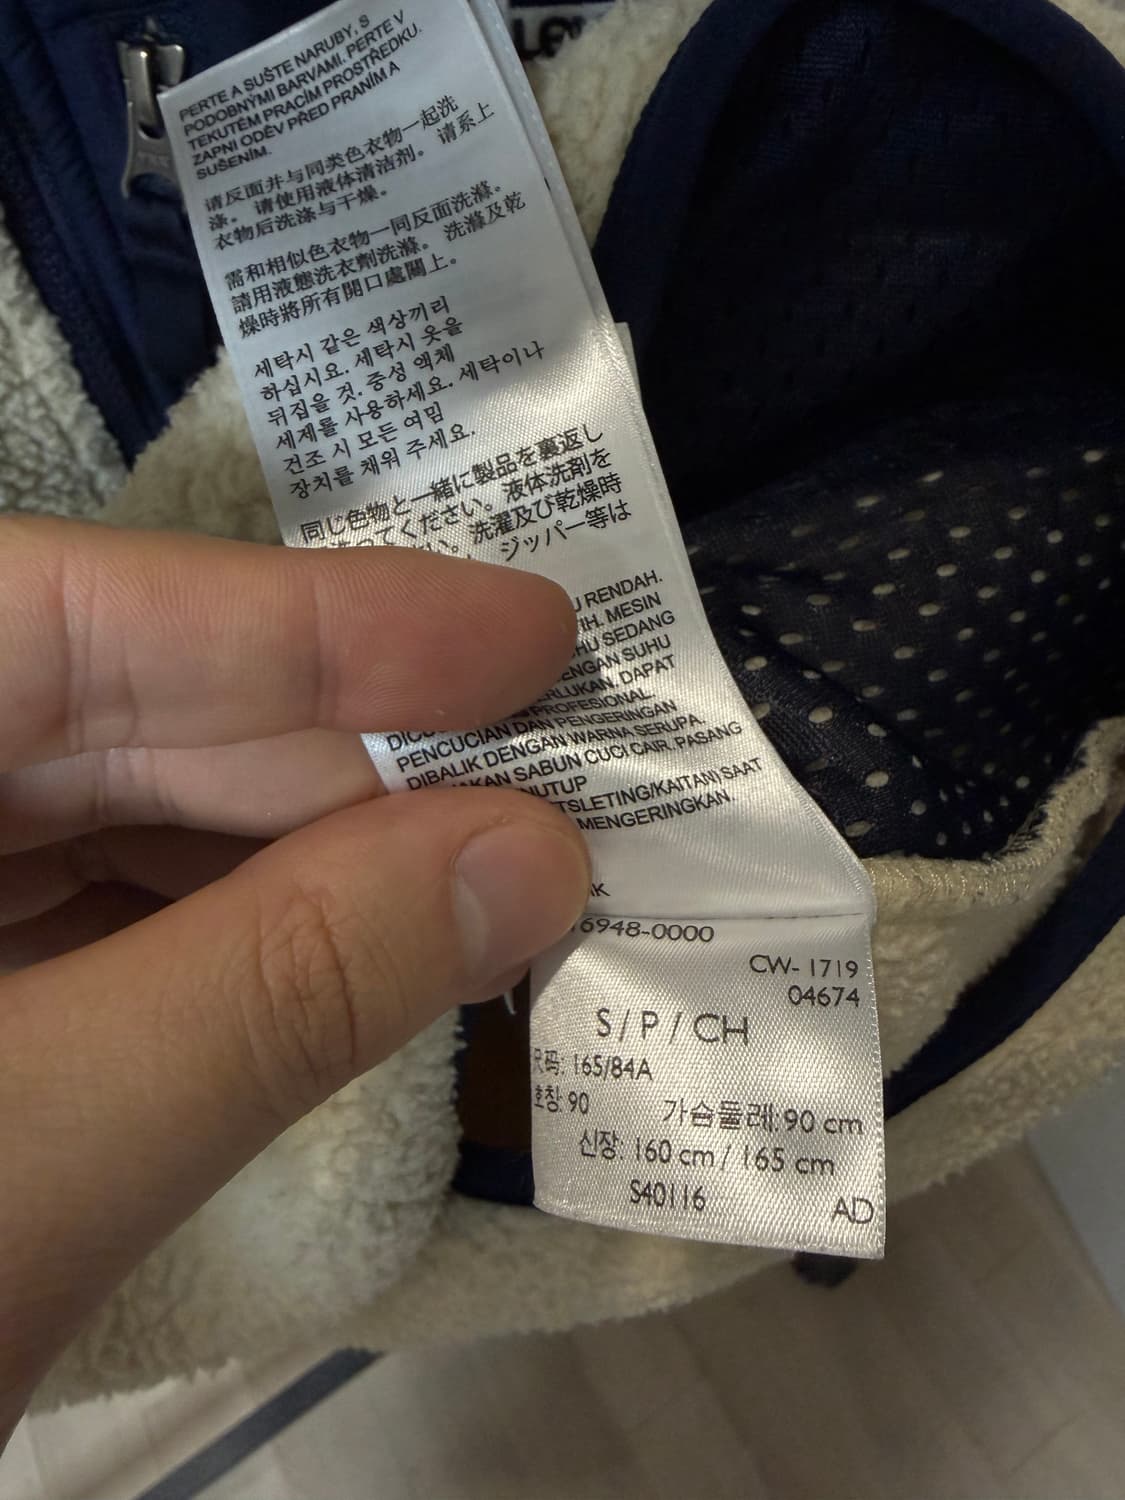 PERTE A SUŠTE NARUBY, S
PODOBNÝMI BARVAMI. PERTE V
TEKUTÉM PRACÍM PROSTŘEDKU.
ZAPNI ODĚV PŘED PRANÍM A
SUŠENÍM.
请反面并与同类色衣物一起洗
涤。 请使用液体清洁剂。 请系上
衣物后洗涤与干燥。
需和相似色衣物一同反面洗滌。
請用液態洗衣劑洗滌。 洗滌及乾
燥時將所有開口處關上。
세탁시 같은 색상끼리
하십시요. 세탁시 옷을
뒤집을 것. 중성 액체
세제를 사용하세요. 세탁이나
건조 시 모든 여밈
장치를 채워 주세요.
同じ色物と一緒に製品を裏返し
ってください。液体洗剤を
い。洗濯及び乾燥時
ジッパー等は
RENDAH.
MESIN
SEDANG
SUHU
DAPAT
PROFESIONAL.
PENCUCIAN DAN PENGERINGAN
DIBALIK DENGAN WARNA SERUPA.
SABUN CUCI CAIR. PASANG
SAAT
MENGERINGKAN.
6948-0000
CW- 1719
04674
S / P / CH
尺码: 165/84A
호칭: 90 가슴둘레: 90 cm
신장: 160 cm / 165 cm
S40116 AD